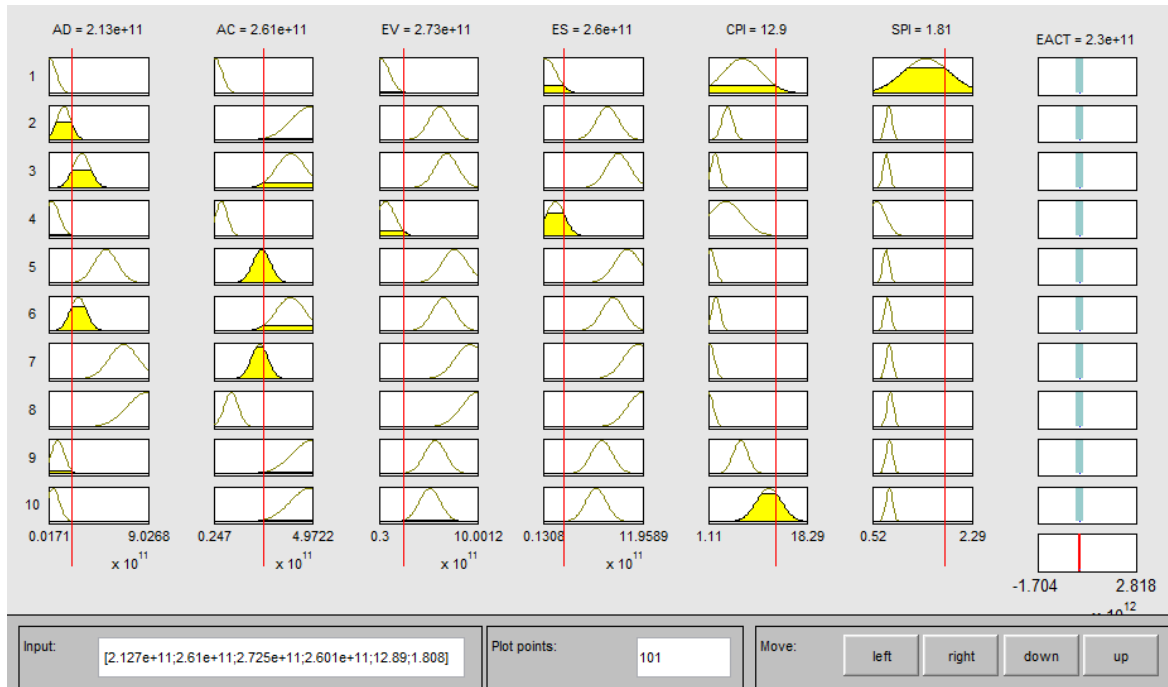 AD = 2.13e+11 AC = 2.61e+11 EV = 2.73e+11 ES = 2.6e+11 CPI = 12.9 SPI = 1.81 EACT = 2.3e+11
1
2
3
4
5
6
7
8
9
10
0.0171 9.0268 0.247 4.9722 0.3 10.0012 0.1308 11.9589 1.11 18.29 0.52 2.29
x 10^11 x 10^11 x 10^11 x 10^11
-1.704 2.818
x 10^12
Input: [2.127e+11;2.61e+11;2.725e+11;2.601e+11;12.89;1.808] Plot points: 101 Move: left right down up